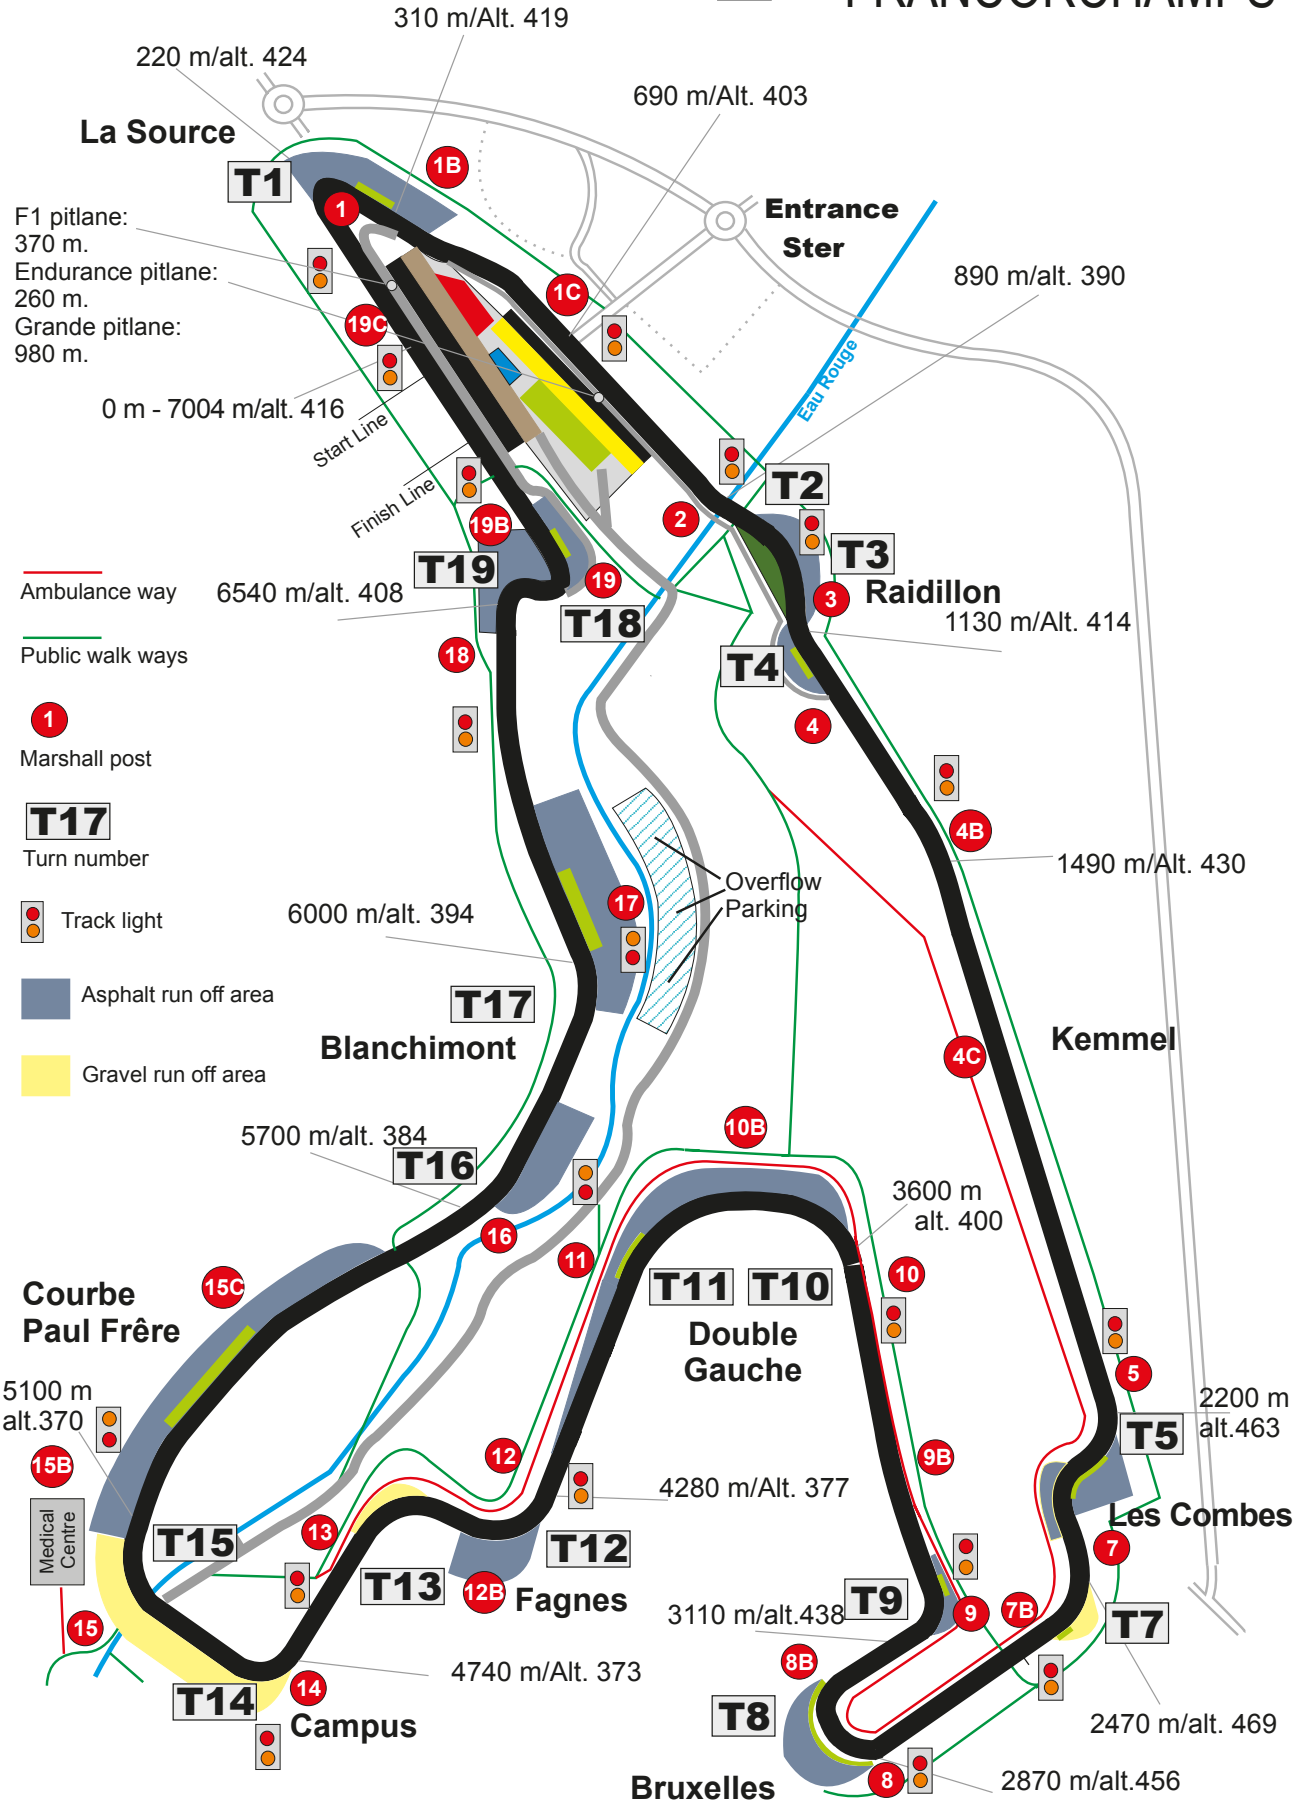 310 m/Alt. 419
220 m/alt. 424
690 m/Alt. 403
La Source
1B
T1
1
F1 pitlane:
370 m.
Endurance pitlane:
260 m.
Grande pitlane:
980 m.
Entrance
Ster
890 m/alt. 390
1C
19C
0 m - 7004 m/alt. 416
Start Line
Finish Line
Eau Rouge
T2
2
19B
T3
T19
19
3
Raidillon
Ambulance way
6540 m/alt. 408
T18
1130 m/Alt. 414
Public walk ways
18
T4
1
Marshall post
4
T17
Turn number
4B
1490 m/Alt. 430
Track light
Overflow
Parking
17
6000 m/alt. 394
Asphalt run off area
T17
Blanchimont
Kemmel
4C
Gravel run off area
5700 m/alt. 384
T16
10B
3600 m
alt. 400
16
11
10
15C
Courbe
Paul Frêre
T11
T10
Double
Gauche
5
5100 m
alt.370
2200 m
alt.463
T5
15B
12
9B
4280 m/Alt. 377
Les Combes
Medical
Centre
T15
13
T12
7
T13
12B
Fagnes
T9
9
7B
3110 m/alt.438
T7
15
4740 m/Alt. 373
8B
14
T14
Campus
T8
2470 m/alt. 469
8
2870 m/alt.456
Bruxelles